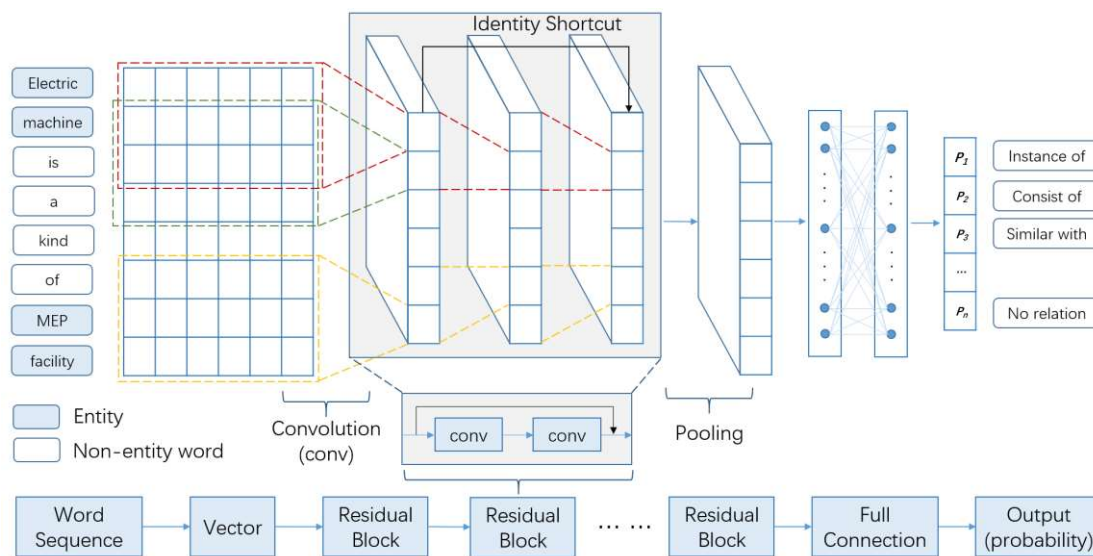 Identity Shortcut
Electric
machine
is
a
kind
of
MEP
facility
P1
P2
P3
...
Pn
Instance of
Consist of
Similar with
No relation
Entity
Non-entity word
Convolution
(conv)
conv
conv
Pooling
Word
Sequence
Vector
Residual
Block
Residual
Block
... ...
Residual
Block
Full
Connection
Output
(probability)